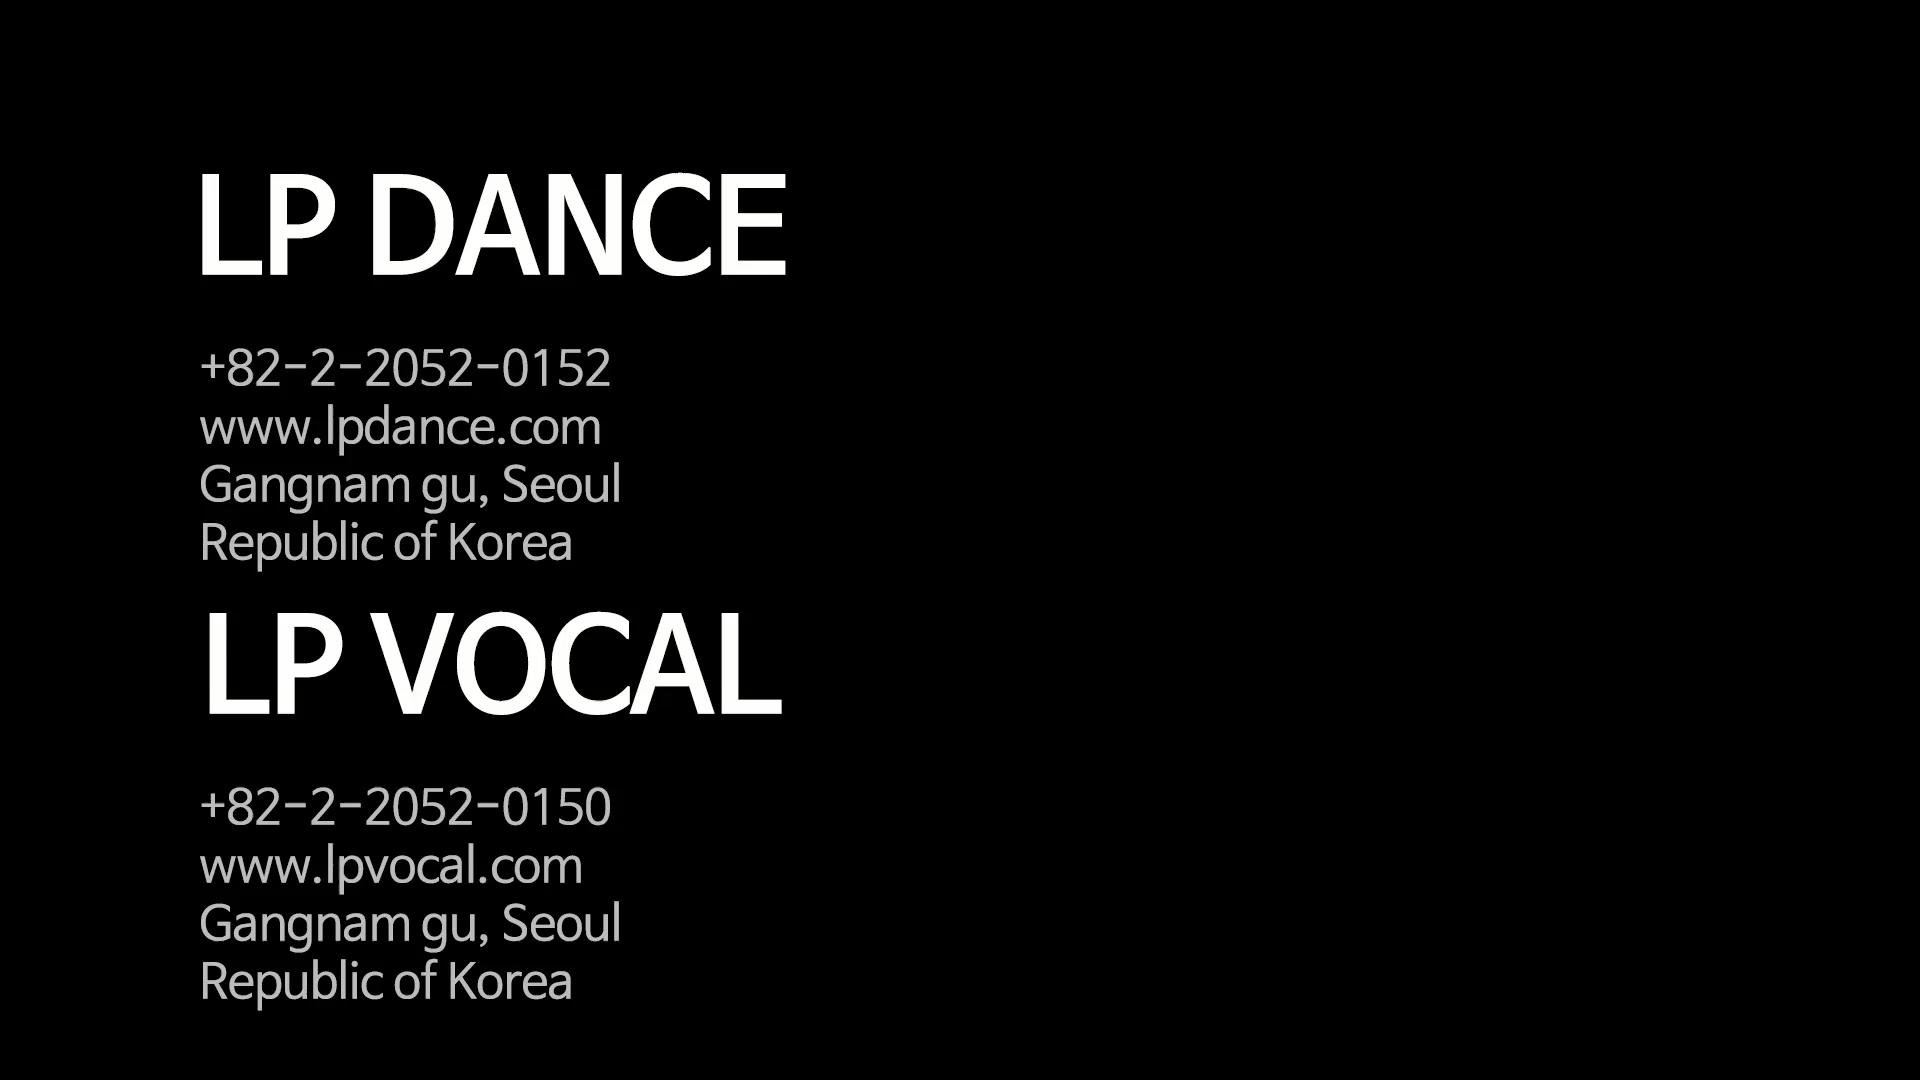 LP DANCE
+82-2-2052-0152
www.lpdance.com
Gangnam gu, Seoul
Republic of Korea
LP VOCAL
+82-2-2052-0150
www.lpvocal.com
Gangnam gu, Seoul
Republic of Korea